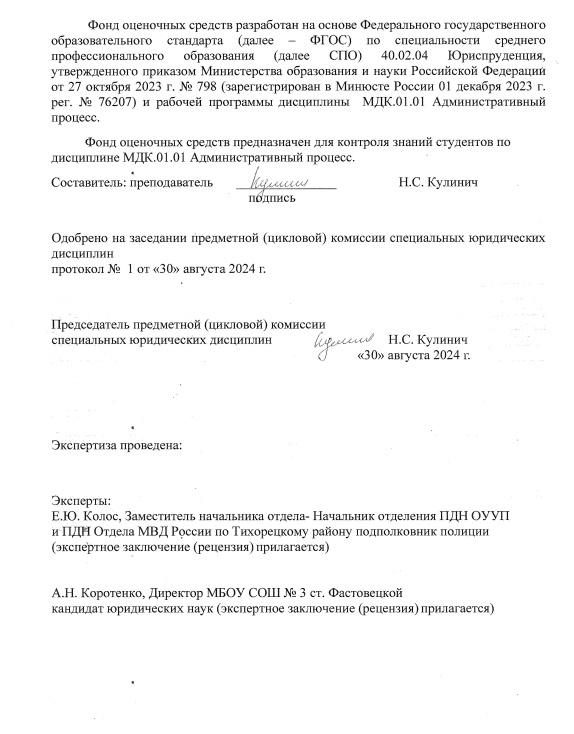 Фонд оценочных средств разработан на основе Федерального государственного
образовательного стандарта (далее – ФГОС) по специальности среднего
профессионального образования (далее СПО) 40.02.04 Юриспруденция,
утвержденного приказом Министерства образования и науки Российской Федерации
от 27 октября 2023 г. № 798 (зарегистрирован в Минюсте России 01 декабря 2023 г.
рег. № 76207) и рабочей программы дисциплины МДК.01.01 Административный
процесс.
Фонд оценочных средств предназначен для контроля знаний студентов по
дисциплине МДК.01.01 Административный процесс.
Составитель: преподаватель Кулинич Н.С. Кулинич
подпись
Одобрено на заседании предметной (цикловой) комиссии специальных юридических
дисциплин
протокол № 1 от «30» августа 2024 г.
Председатель предметной (цикловой) комиссии
специальных юридических дисциплин Кулинич Н.С. Кулинич
«30» августа 2024 г.
Экспертиза проведена:
Эксперты:
Е.Ю. Колос, Заместитель начальника отдела- Начальник отделения ПДН ОУУП
и ПДН Отдела МВД России по Тихорецкому району подполковник полиции
(экспертное заключение (рецензия) прилагается)
А.Н. Коротенко, Директор МБОУ СОШ № 3 ст. Фастовецкой
кандидат юридических наук (экспертное заключение (рецензия) прилагается)